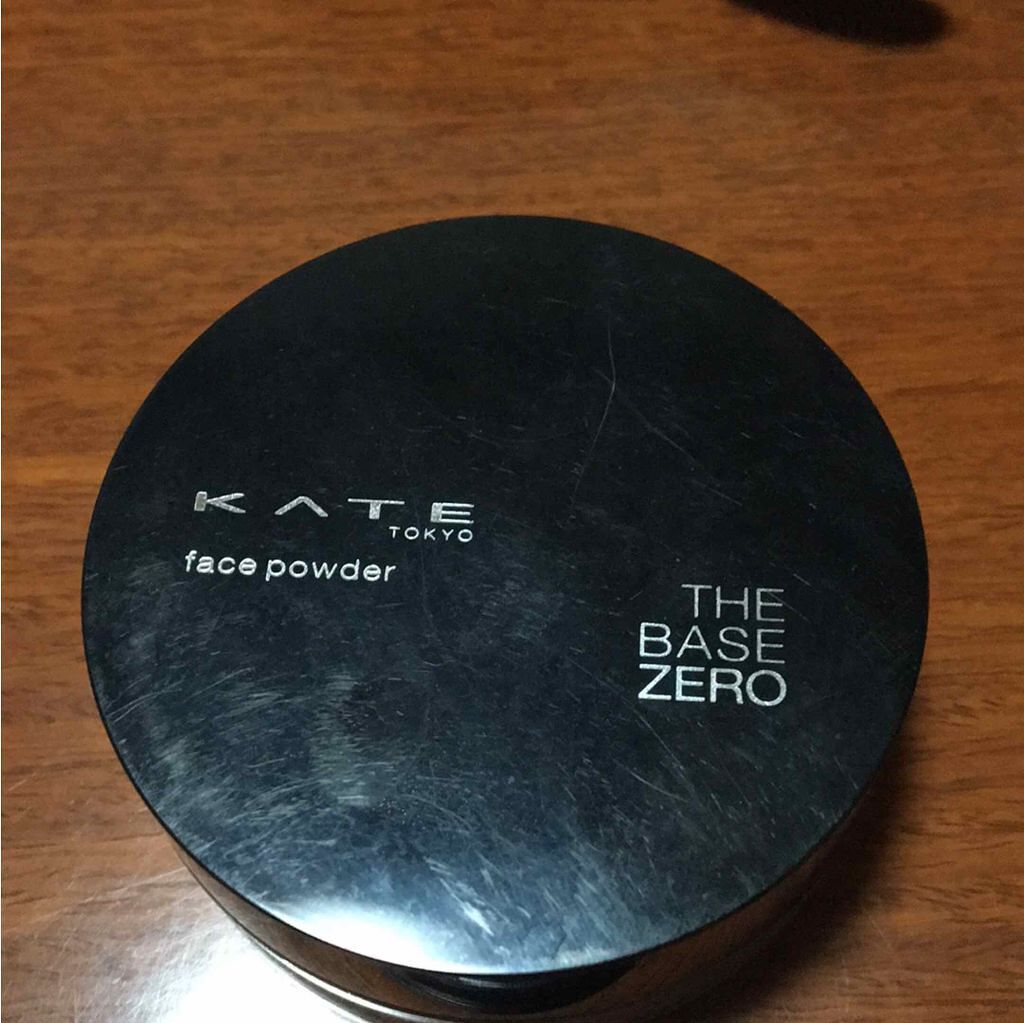 KATE
TOKYO
face powder
THE
BASE
ZERO